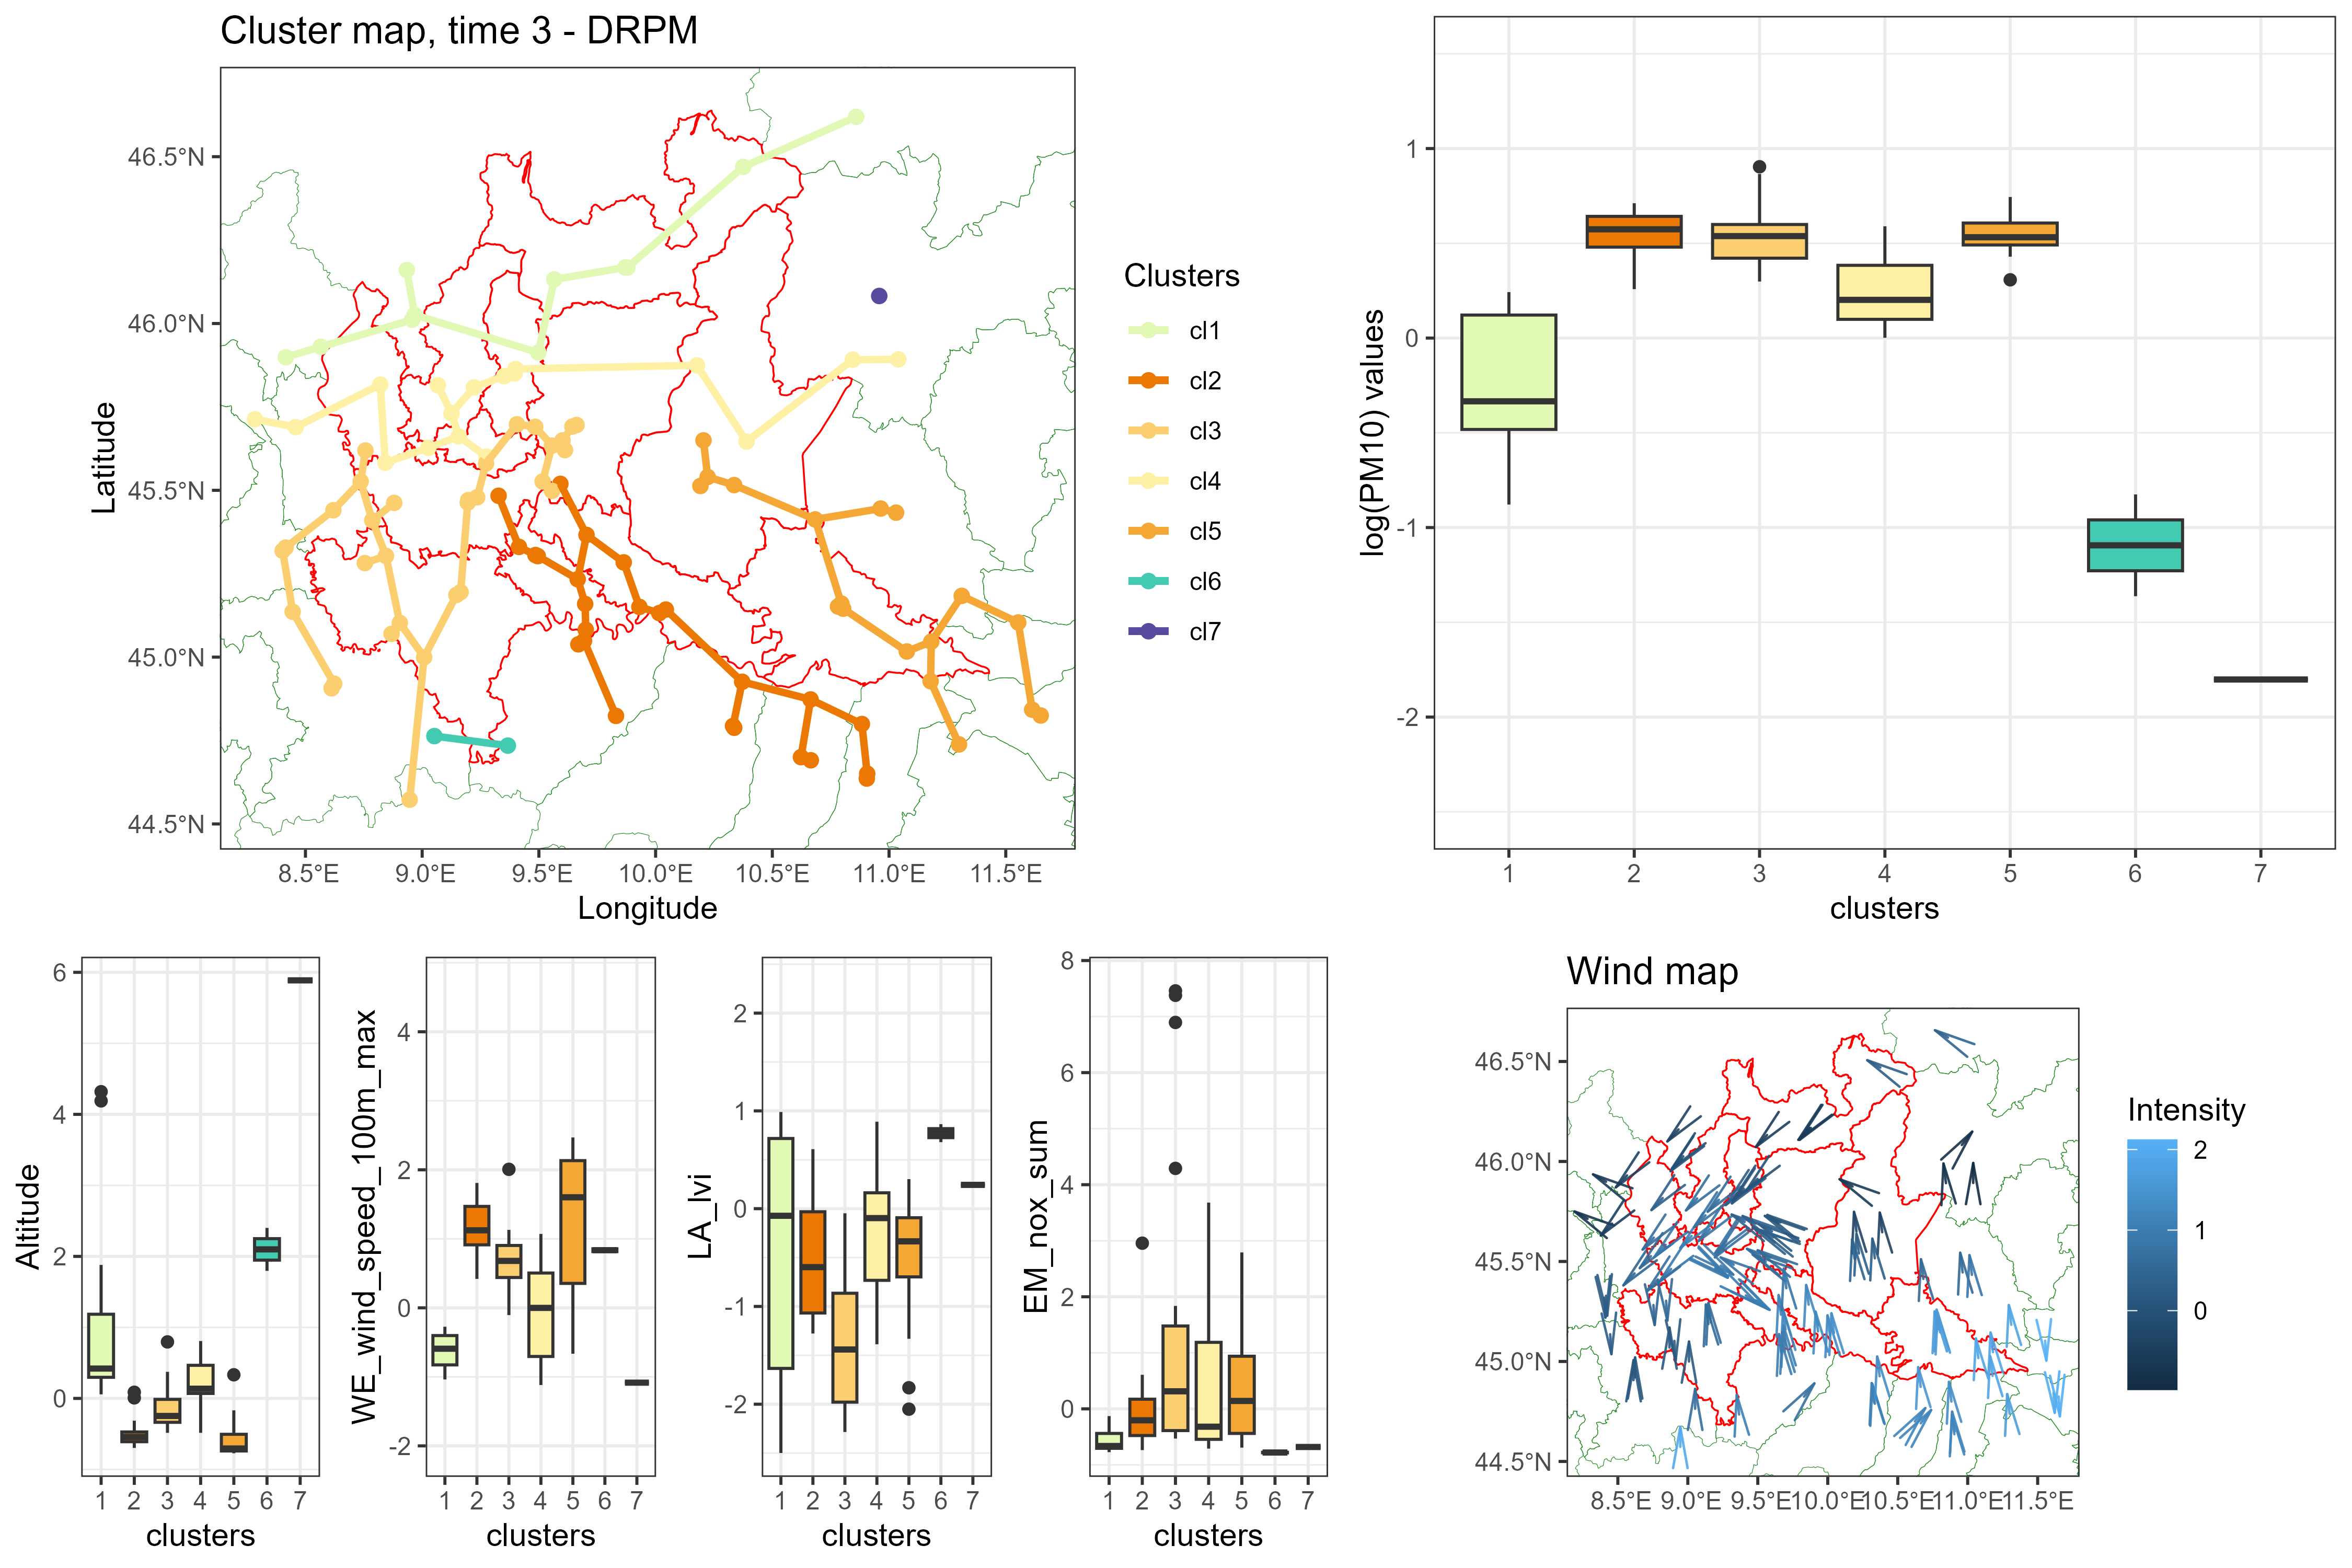 Cluster map, time 3 - DRPM
46.5°N
46.0°N
45.5°N
45.0°N
44.5°N
Latitude
8.5°E 9.0°E 9.5°E 10.0°E 10.5°E 11.0°E 11.5°E
Longitude
Clusters
cl1
cl2
cl3
cl4
cl5
cl6
cl7
log(PM10) values
1
0
-1
-2
1 2 3 4 5 6 7
clusters
Altitude
6
4
2
0
1 2 3 4 5 6 7
clusters
WE_wind_speed_100m_max
4
2
0
-2
1 2 3 4 5 6 7
clusters
LA_lvi
2
1
0
-1
-2
1 2 3 4 5 6 7
clusters
EM_nox_sum
8
6
4
2
0
1 2 3 4 5 6 7
clusters
Wind map
46.5°N
46.0°N
45.5°N
45.0°N
44.5°N
8.5°E 9.0°E 9.5°E 10.0°E 10.5°E 11.0°E 11.5°E
Intensity
2
1
0